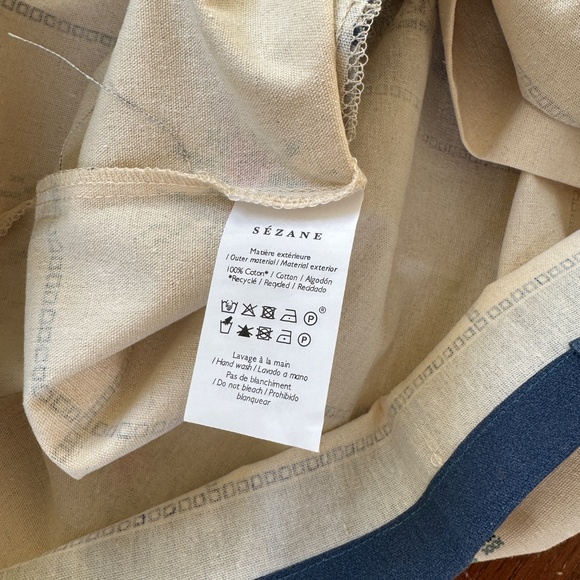 SÉZANE
Matière extérieure
/ Outer material / Material exterior
100% Coton* / Cotton / Algodón
*Recyclé / Recycled / Reciclado
P ®
P
Lavage à la main
/ Hand wash / Lavado a mano
Pas de blanchiment
/ Do not bleach / Prohibido
blanquear